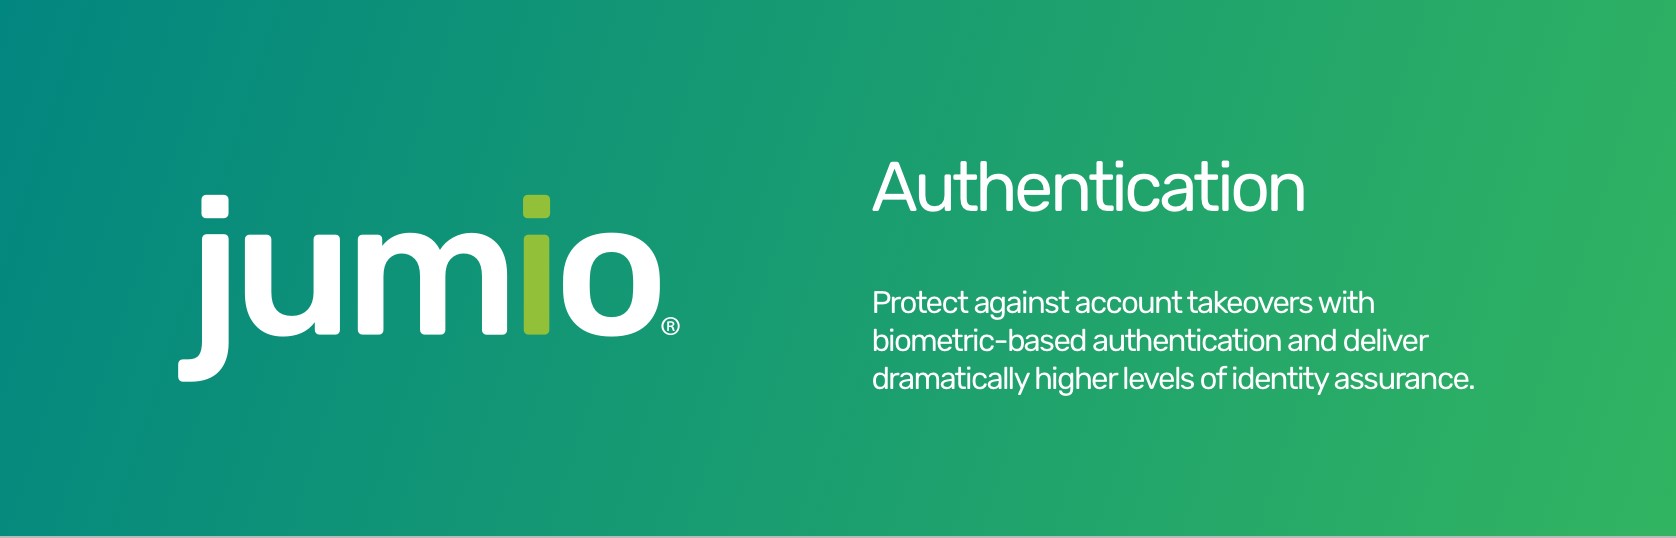 jumio®
Authentication
Protect against account takeovers with
biometric-based authentication and deliver
dramatically higher levels of identity assurance.